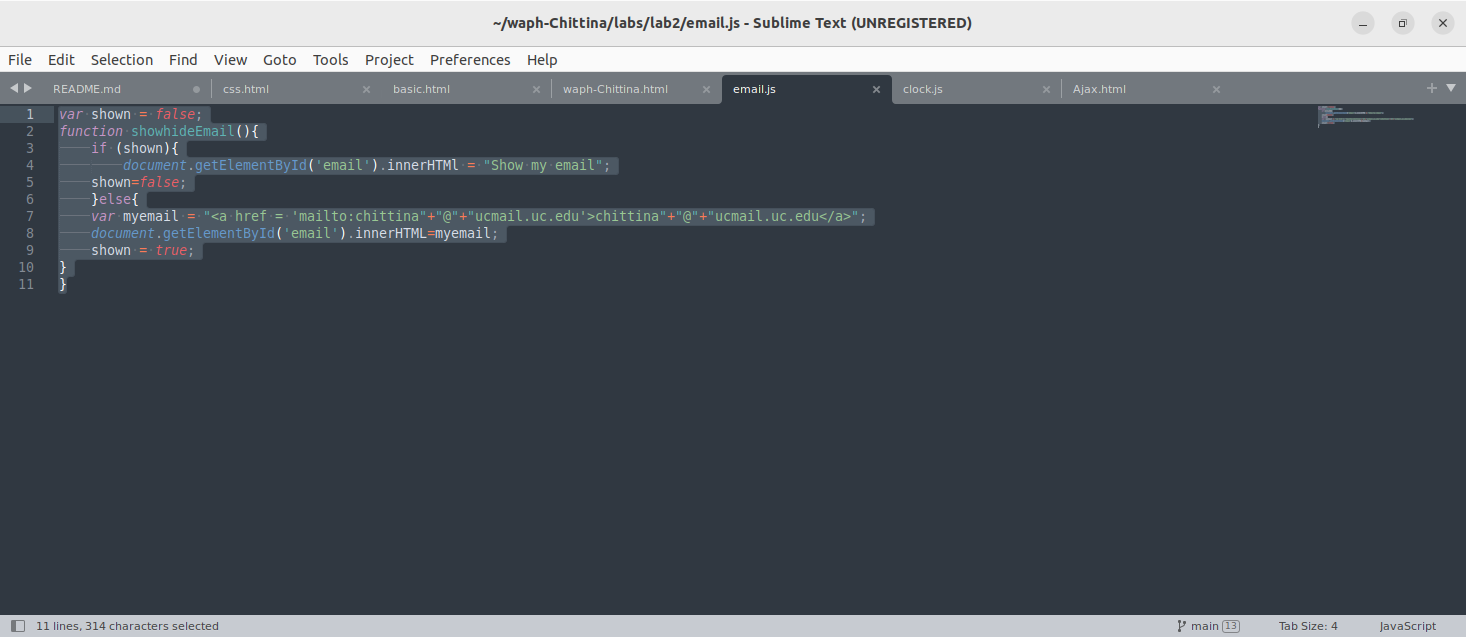 ~/waph-Chittina/labs/lab2/email.js - Sublime Text (UNREGISTERED)
File Edit Selection Find View Goto Tools Project Preferences Help
README.md css.html basic.html waph-Chittina.html email.js clock.js Ajax.html
1 var shown = false;
2 function showhideEmail(){
3 if (shown){
4 document.getElementById('email').innerHTMl = "Show my email";
5 shown=false;
6 }else{
7 var myemail = "<a href = 'mailto:chittina"+"@"+"ucmail.uc.edu'>chittina"+"@"+"ucmail.uc.edu</a>";
8 document.getElementById('email').innerHTML=myemail;
9 shown = true;
10 }
11 }
11 lines, 314 characters selected main 13 Tab Size: 4 JavaScript